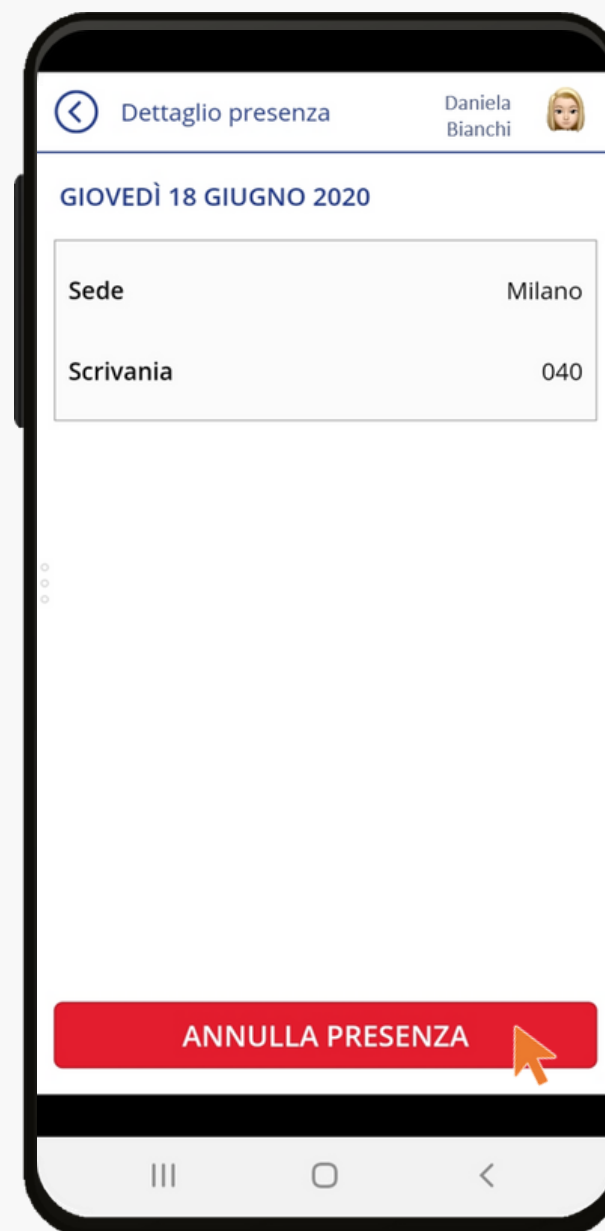 Dettaglio presenza
Daniela
Bianchi
GIOVEDÌ 18 GIUGNO 2020
Sede Milano
Scrivania 040
ANNULLA PRESENZA